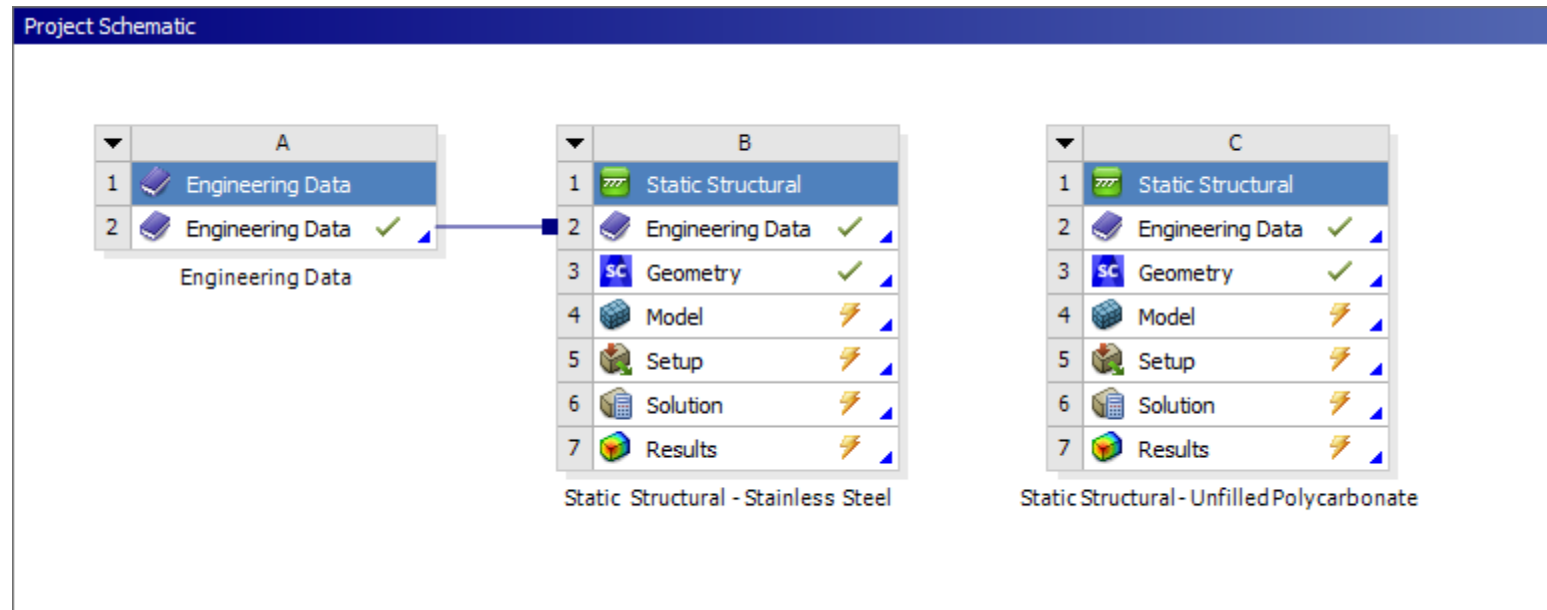 Project Schematic
A
1 Engineering Data
2 Engineering Data
Engineering Data
B
1 Static Structural
2 Engineering Data
3 SC Geometry
4 Model
5 Setup
6 Solution
7 Results
Static Structural - Stainless Steel
C
1 Static Structural
2 Engineering Data
3 SC Geometry
4 Model
5 Setup
6 Solution
7 Results
Static Structural - Unfilled Polycarbonate